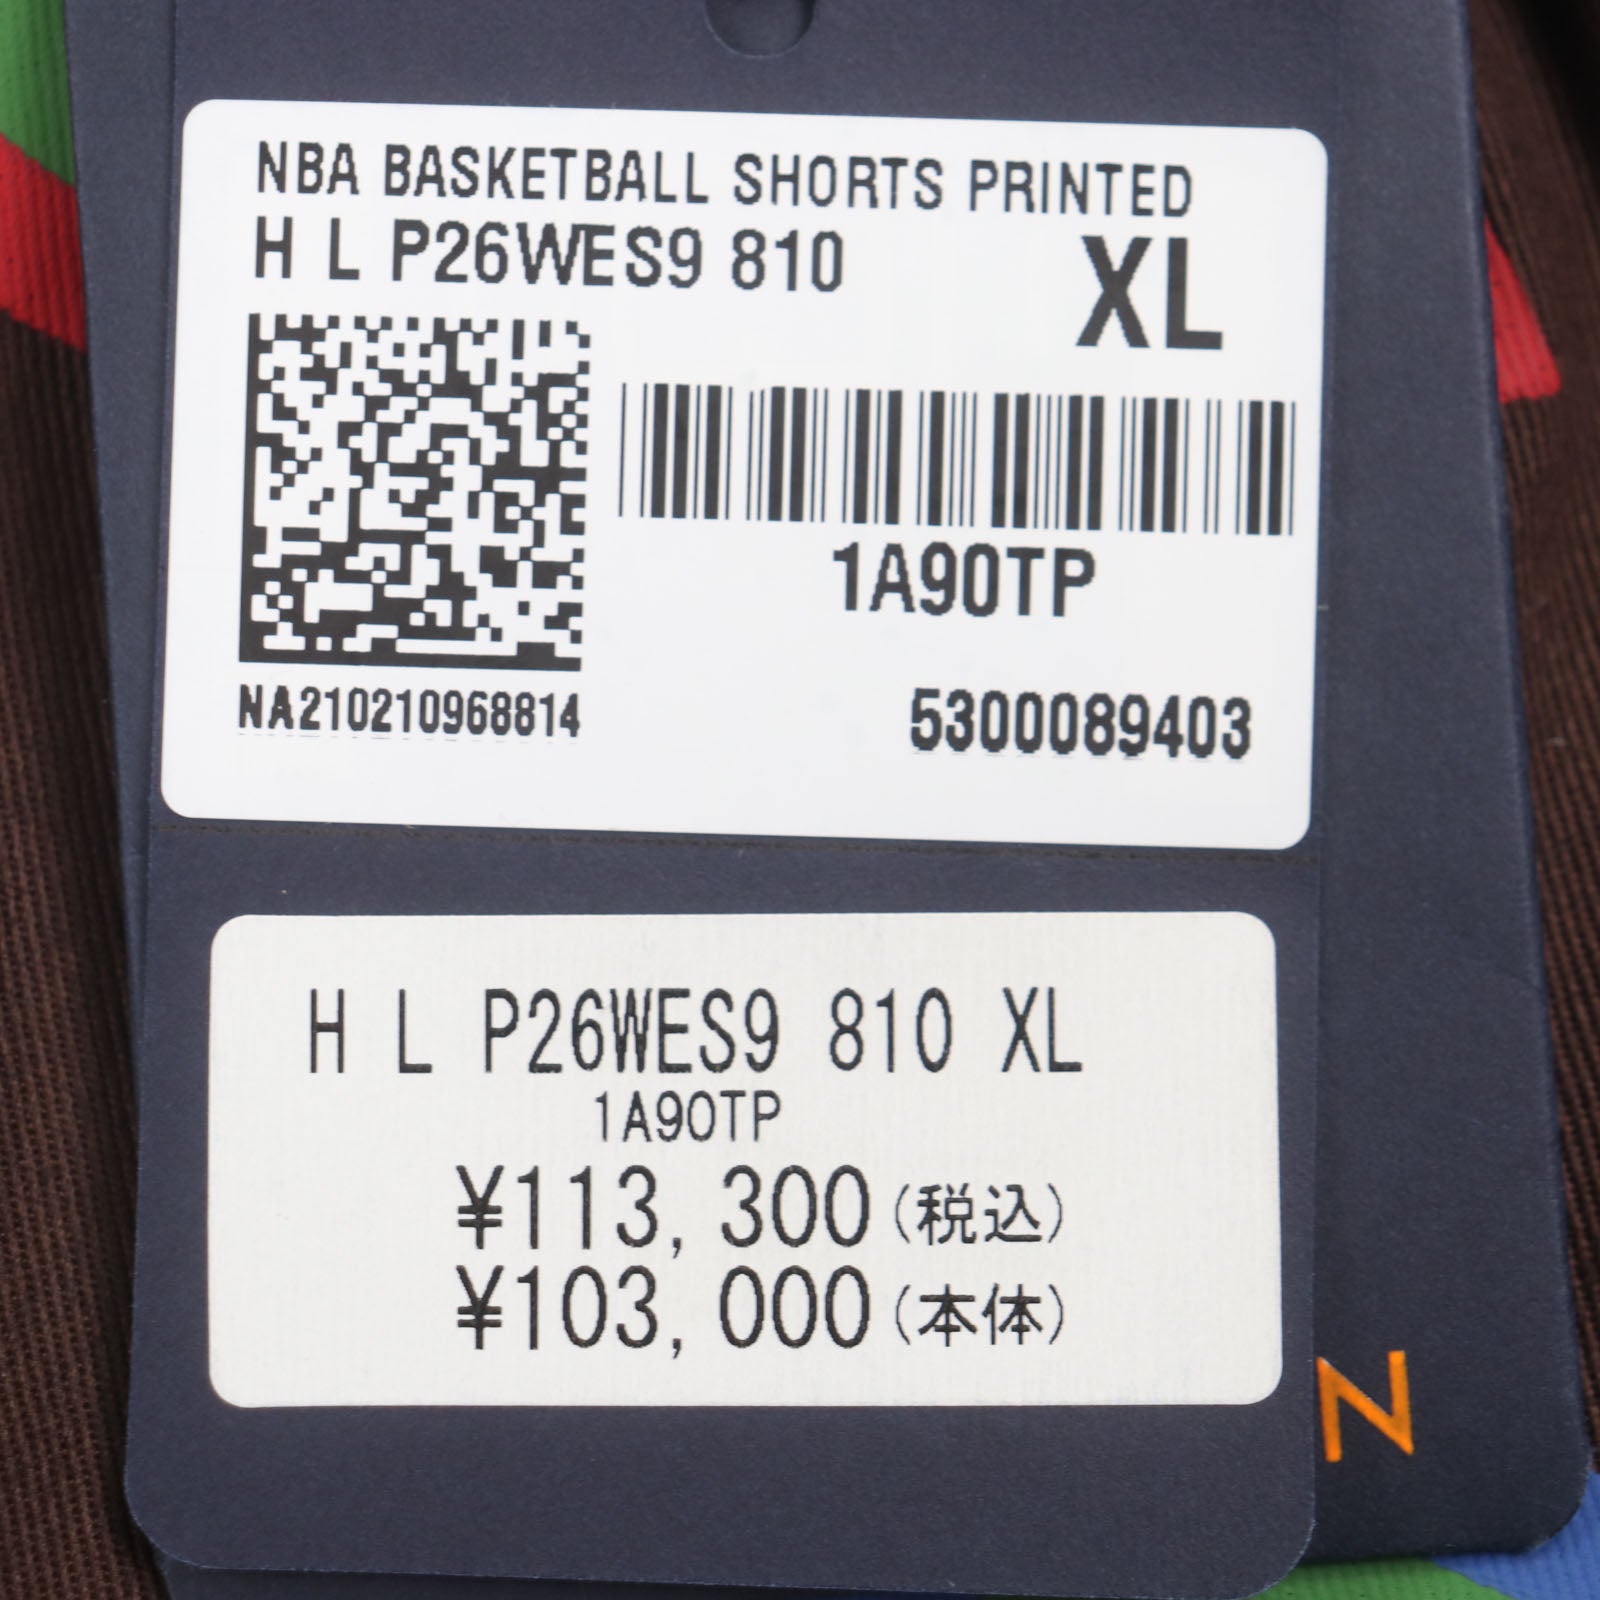 NBA BASKETBALL SHORTS PRINTED
H L P26WES9 810
XL
1A90TP
NA210210968814
5300089403
H L P26WES9 810 XL
1A90TP
¥113,300(税込)
¥103,000(本体)
N